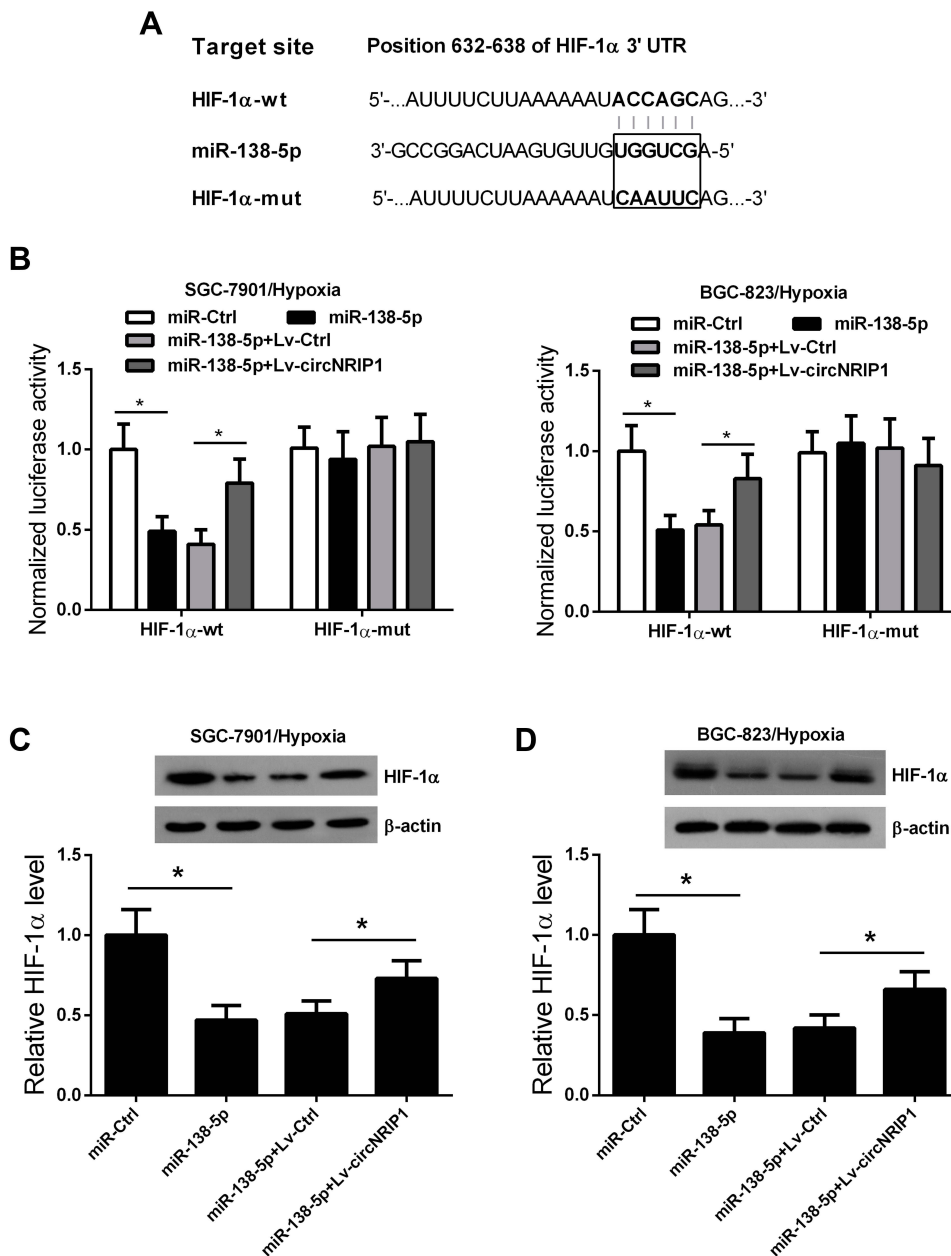 A
Target site Position 632-638 of HIF-1α 3' UTR
HIF-1α-wt 5'-...AUUUUCUUAAAAAAUACCAGCAG...-3'
miR-138-5p 3'-GCCGGACUAAGUGUUGUGGUCGA-5'
HIF-1α-mut 5'-...AUUUUCUUAAAAAAUCAAUUCAG...-3'
B
SGC-7901/Hypoxia
miR-Ctrl miR-138-5p
miR-138-5p+Lv-Ctrl
miR-138-5p+Lv-circNRIP1
Normalized luciferase activity
1.5
1.0
0.5
0.0
* *
HIF-1α-wt HIF-1α-mut
BGC-823/Hypoxia
miR-Ctrl miR-138-5p
miR-138-5p+Lv-Ctrl
miR-138-5p+Lv-circNRIP1
Normalized luciferase activity
1.5
1.0
0.5
0.0
* *
HIF-1α-wt HIF-1α-mut
C
SGC-7901/Hypoxia
HIF-1α
β-actin
Relative HIF-1α level
1.5
1.0
0.5
0.0
* *
miR-Ctrl
miR-138-5p
miR-138-5p+Lv-Ctrl
miR-138-5p+Lv-circNRIP1
D
BGC-823/Hypoxia
HIF-1α
β-actin
Relative HIF-1α level
1.5
1.0
0.5
0.0
* *
miR-Ctrl
miR-138-5p
miR-138-5p+Lv-Ctrl
miR-138-5p+Lv-circNRIP1